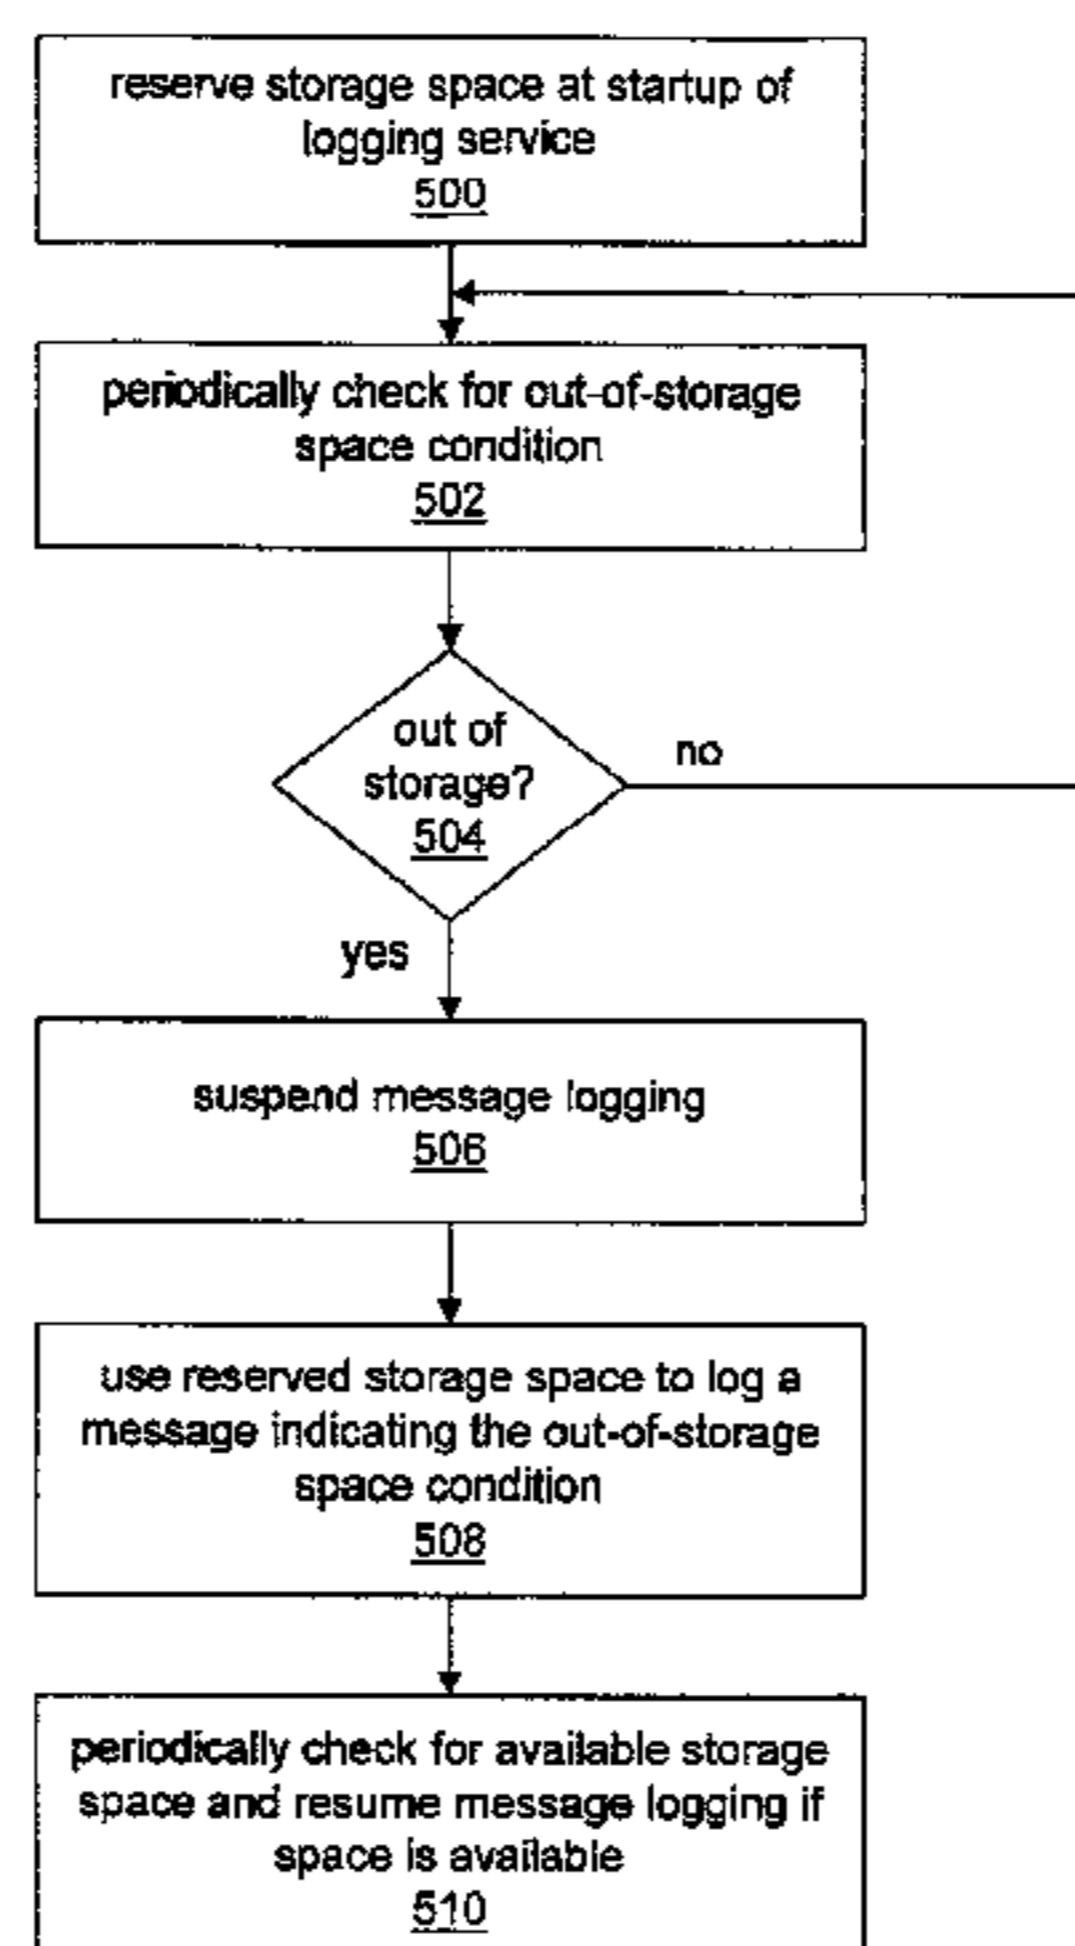 reserve storage space at startup of
logging service
500
periodically check for out-of-storage
space condition
502
out of
storage?
504
no
yes
suspend message logging
506
use reserved storage space to log a
message indicating the out-of-storage
space condition
508
periodically check for available storage
space and resume message logging if
space is available
510